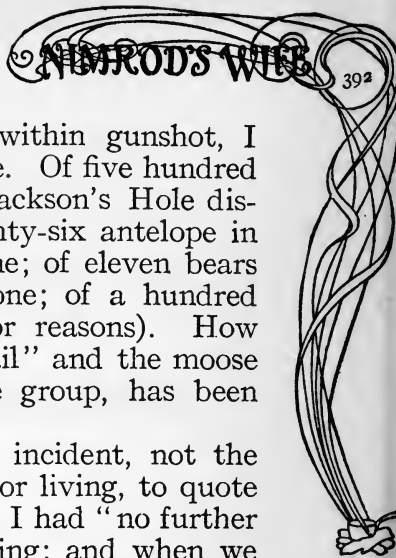 NIMROD'S WIFE
392
within gunshot, I
e. Of five hundred
ackson's Hole dis-
nty-six antelope in
ne; of eleven bears
one; of a hundred
or reasons). How
ail" and the moose
e group, has been
incident, not the
or living, to quote
I had "no further
ing; and when we